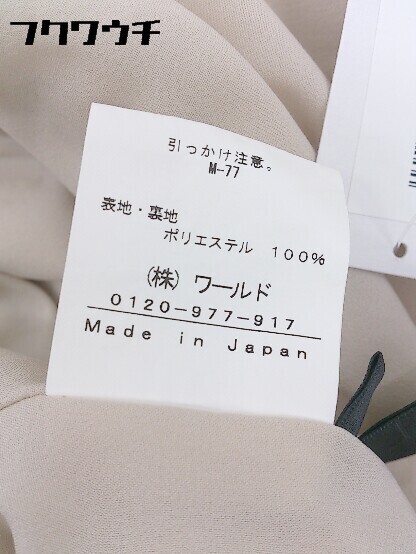 フクワウチ
引っかけ注意。
M-77
表地・裏地
ポリエステル 100%
(株) ワールド
0120-977-917
Made in Japan